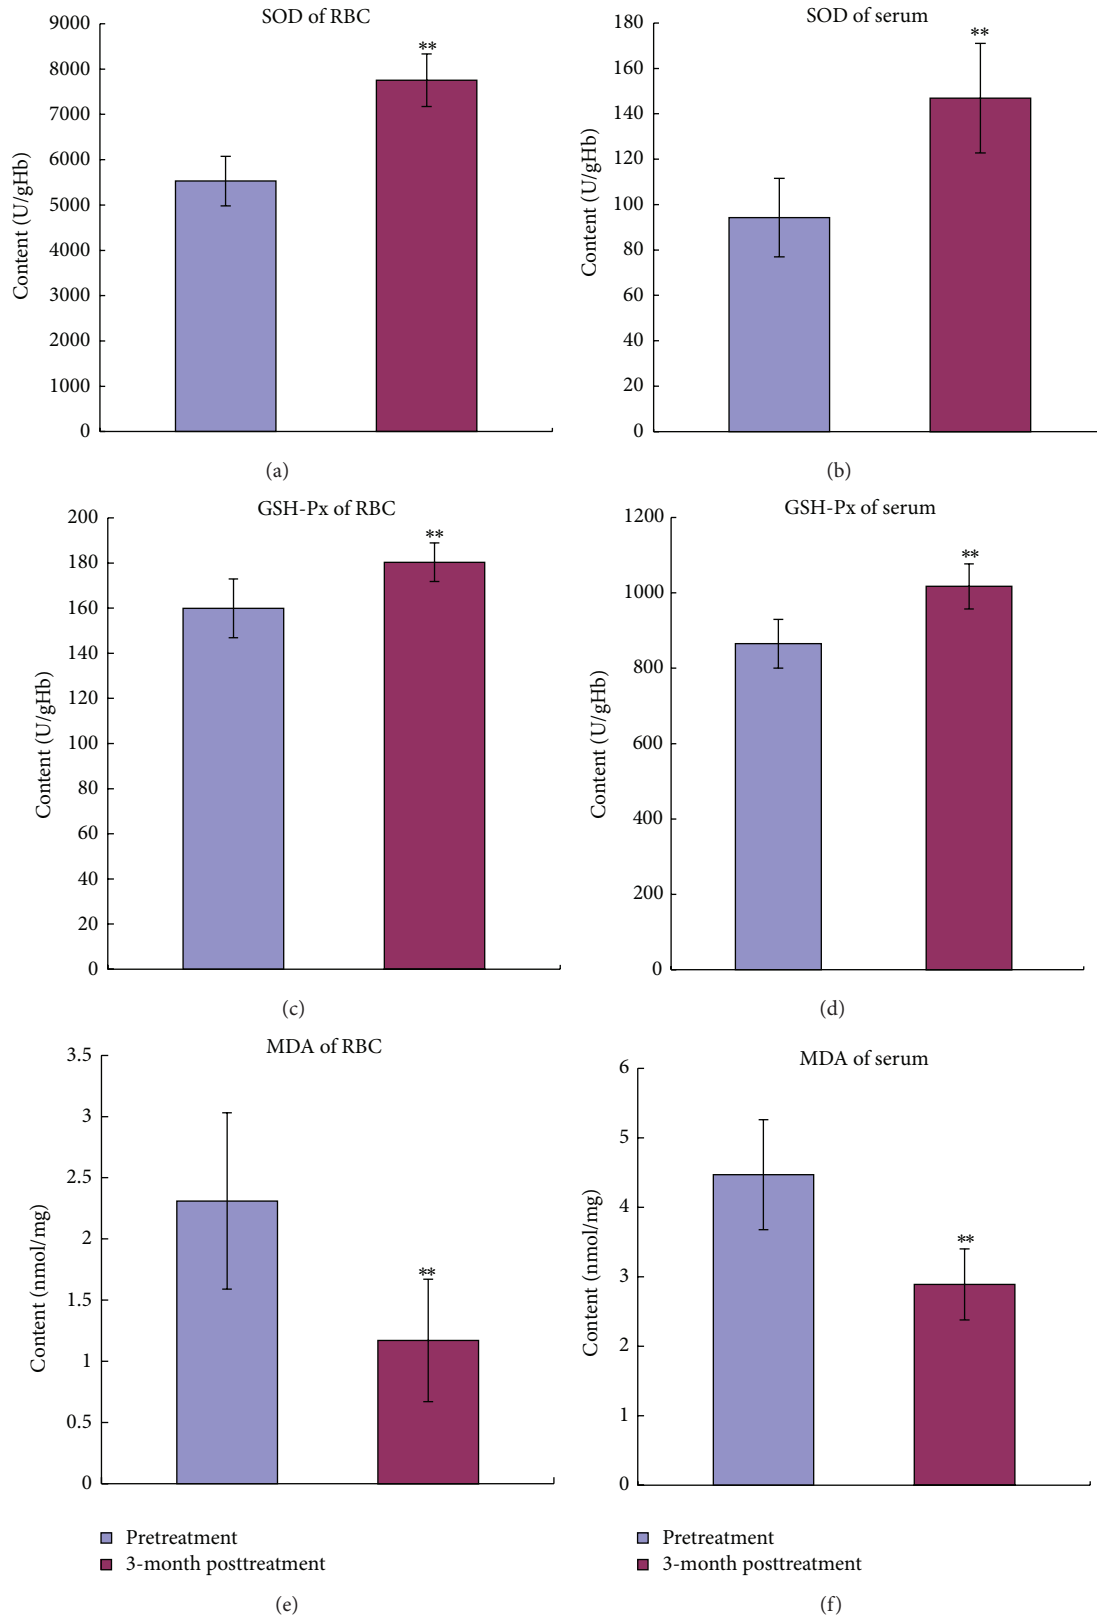 SOD of RBC
9000
8000
7000
6000
5000
4000
3000
2000
1000
0
Content (U/gHb)
**
(a)
SOD of serum
180
160
140
120
100
80
60
40
20
0
Content (U/gHb)
**
(b)
GSH-Px of RBC
200
180
160
140
120
100
80
60
40
20
0
Content (U/gHb)
**
(c)
GSH-Px of serum
1200
1000
800
600
400
200
0
Content (U/gHb)
**
(d)
MDA of RBC
3.5
3
2.5
2
1.5
1
0.5
0
Content (nmol/mg)
**
Pretreatment
3-month posttreatment
(e)
MDA of serum
6
5
4
3
2
1
0
Content (nmol/mg)
**
Pretreatment
3-month posttreatment
(f)